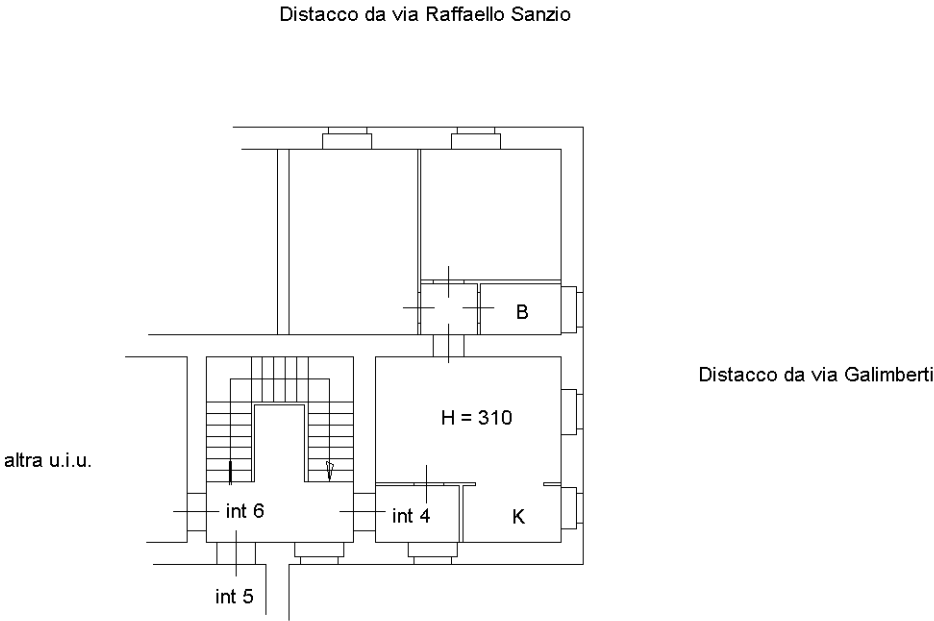 Distacco da via Raffaello Sanzio
B
Distacco da via Galimberti
H = 310
altra u.i.u.
int 6
int 4
K
int 5